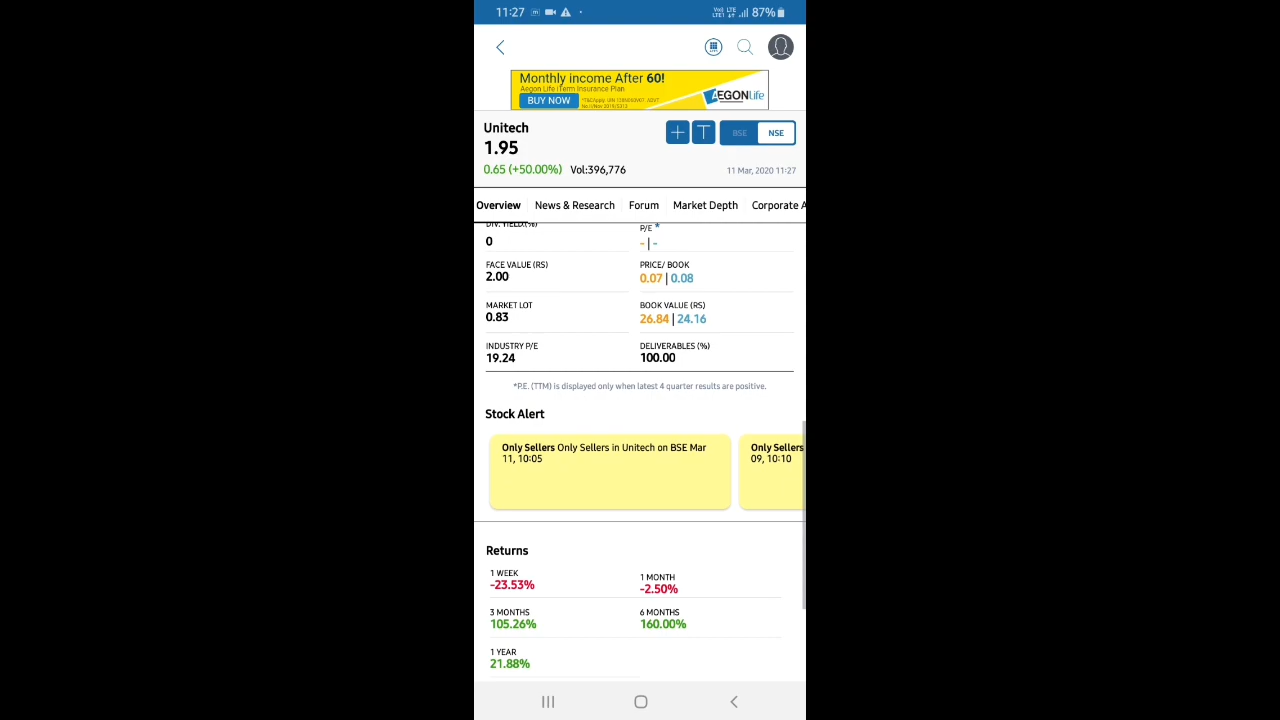 11:27
87%
Monthly income After 60!
Aegon Life iTerm Insurance Plan
BUY NOW
AEGONLife
Unitech
BSE NSE
1.95
0.65 (+50.00%) Vol:396,776
11 Mar, 2020 11:27
Overview News & Research Forum Market Depth Corporate A
DIV. YIELD.(%)
P/E *
0
- | -
FACE VALUE (RS) PRICE/ BOOK
2.00 0.07 | 0.08
MARKET LOT BOOK VALUE (RS)
0.83 26.84 | 24.16
INDUSTRY P/E DELIVERABLES (%)
19.24 100.00
*P.E. (TTM) is displayed only when latest 4 quarter results are positive.
Stock Alert
Only Sellers Only Sellers in Unitech on BSE Mar
11, 10:05
Only Sellers
09, 10:10
Returns
1 WEEK 1 MONTH
-23.53% -2.50%
3 MONTHS 6 MONTHS
105.26% 160.00%
1 YEAR
21.88%